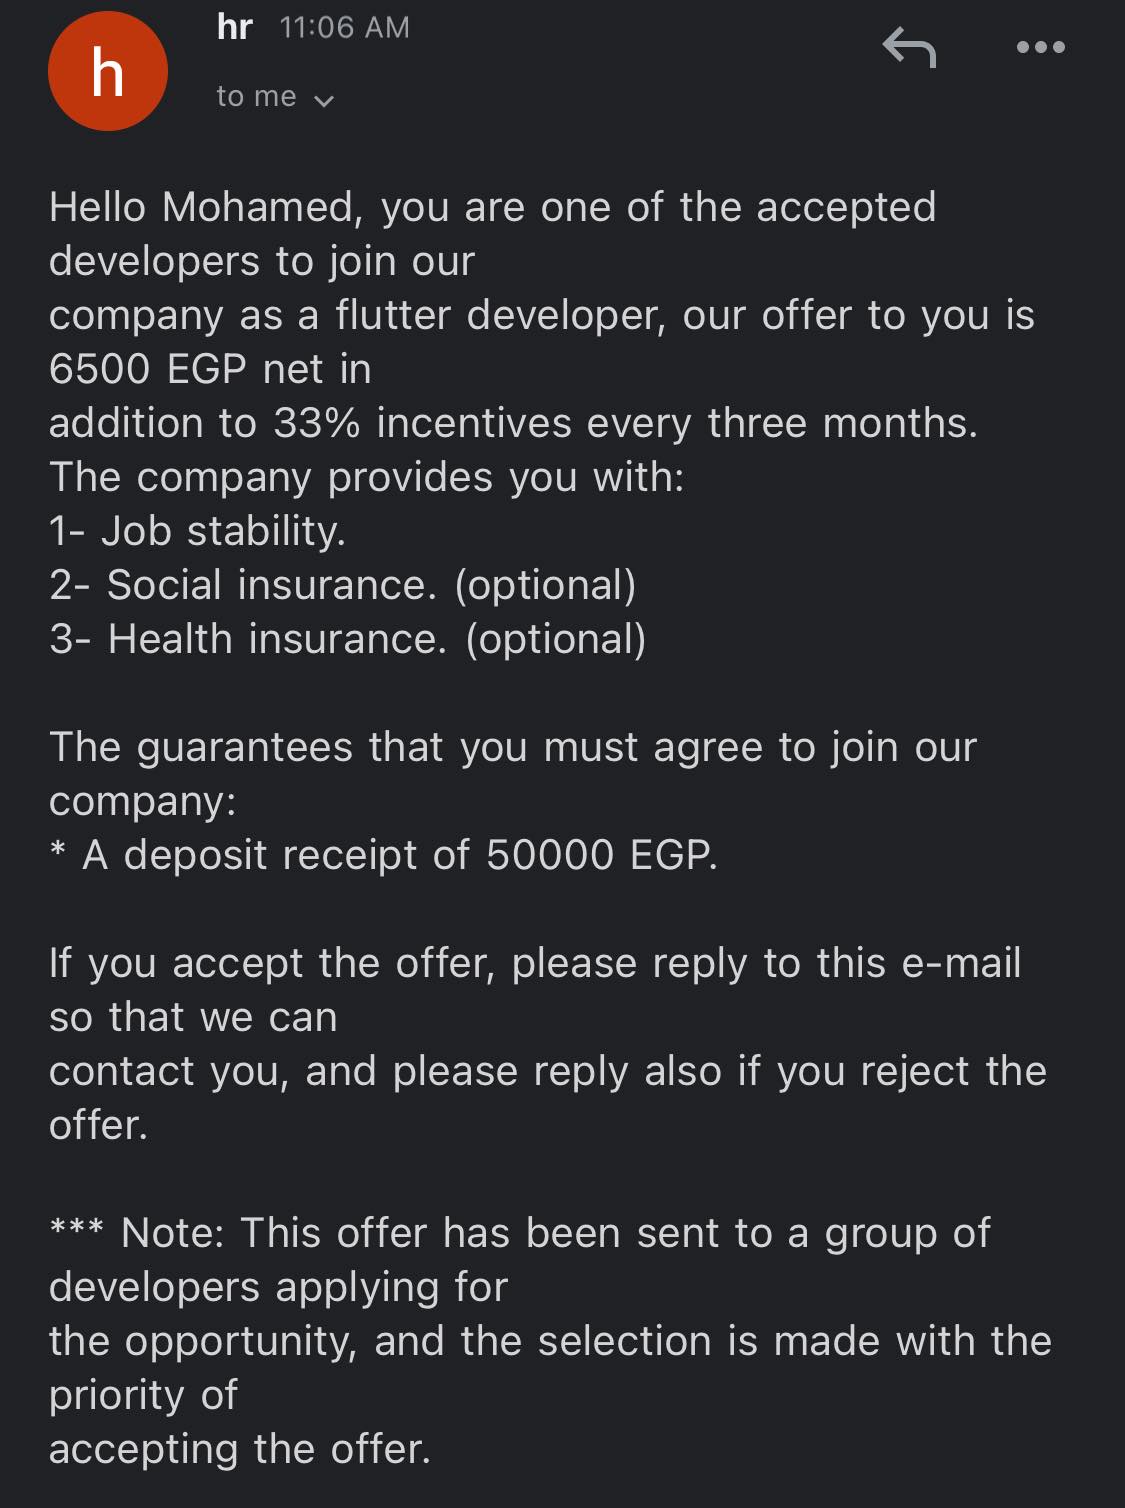 h
hr 11:06 AM
to me
Hello Mohamed, you are one of the accepted
developers to join our
company as a flutter developer, our offer to you is
6500 EGP net in
addition to 33% incentives every three months.
The company provides you with:
1- Job stability.
2- Social insurance. (optional)
3- Health insurance. (optional)
The guarantees that you must agree to join our
company:
* A deposit receipt of 50000 EGP.
If you accept the offer, please reply to this e-mail
so that we can
contact you, and please reply also if you reject the
offer.
*** Note: This offer has been sent to a group of
developers applying for
the opportunity, and the selection is made with the
priority of
accepting the offer.